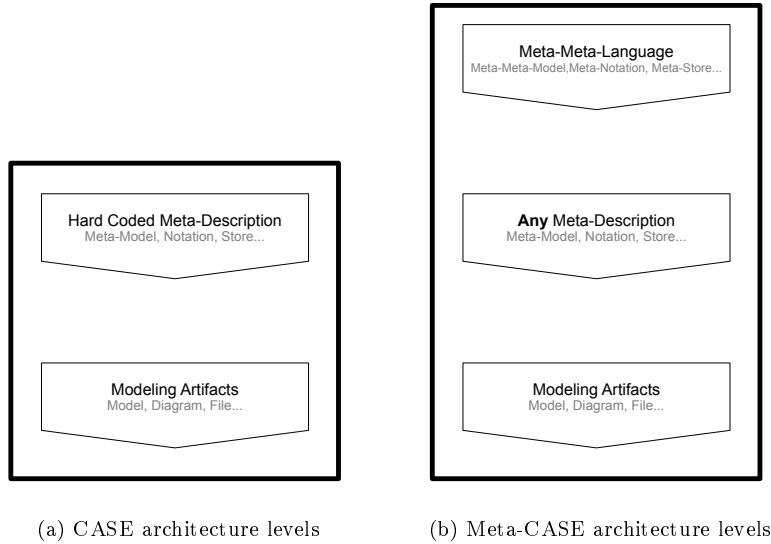 Hard Coded Meta-Description
Meta-Model, Notation, Store...
Modeling Artifacts
Model, Diagram, File...
(a) CASE architecture levels
Meta-Meta-Language
Meta-Meta-Model,Meta-Notation, Meta-Store...
Any Meta-Description
Meta-Model, Notation, Store...
Modeling Artifacts
Model, Diagram, File...
(b) Meta-CASE architecture levels